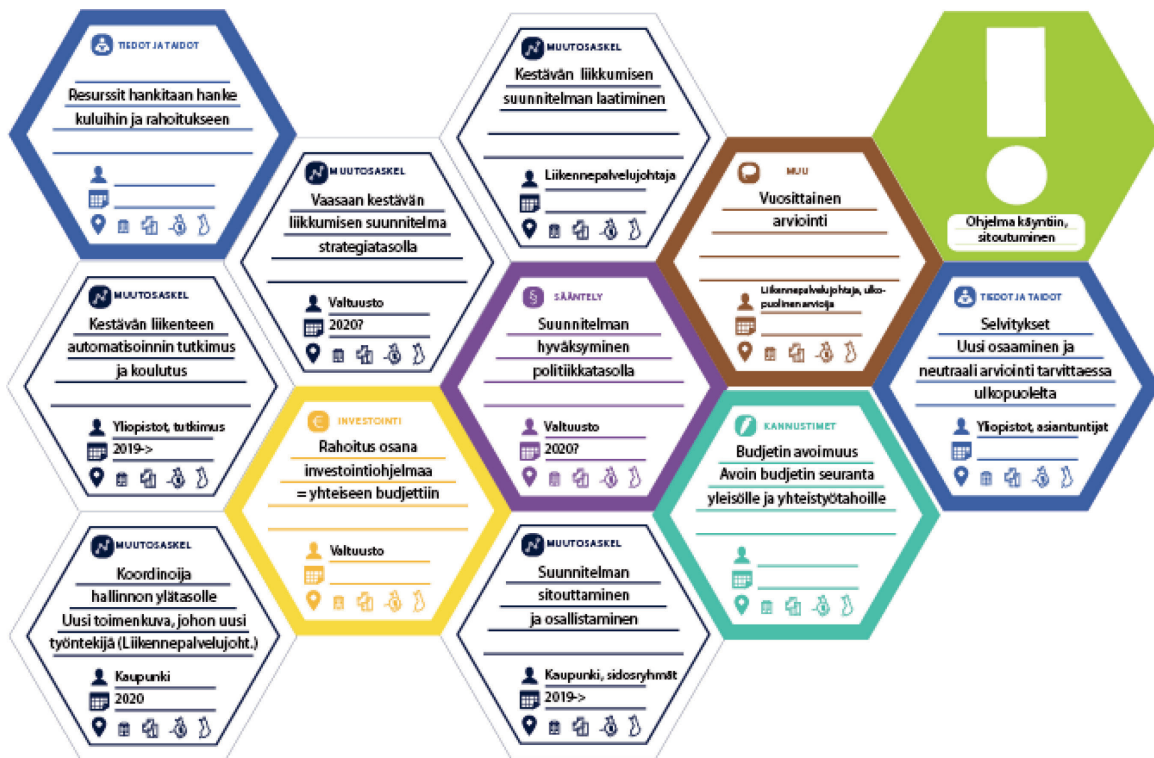 TIEDOT JA TAIDOT
Resurssit hankitaan hanke
kuluihin ja rahoitukseen
MUUTOSASKEL
Kestävän liikkumisen
suunnitelman laatiminen
Liikennepalvelujohtaja
!
Ohjelma käyntiin,
sitoutuminen
MUUTOSASKEL
Vaasaan kestävän
liikkumisen suunnitelma
strategiatasolla
Valtuusto
2020?
MUU
Vuosittainen
arviointi
Liikennepalvelujohtaja, ulko-
puolinen arvioija
MUUTOSASKEL
Kestävän liikenteen
automatisoinnin tutkimus
ja koulutus
Yliopistot, tutkimus
2019->
§ SÄÄNTELY
Suunnitelman
hyväksyminen
politiikkatasolla
Valtuusto
2020?
TIEDOT JA TAIDOT
Selvitykset
Uusi osaaminen ja
neutraali arviointi tarvittaessa
ulkopuolelta
Yliopistot, asiantuntijat
€ INVESTOINTI
Rahoitus osana
investointiohjelmaa
= yhteiseen budjettiin
Valtuusto
KANNUSTIMET
Budjetin avoimuus
Avoin budjetin seuranta
yleisölle ja yhteistyötahoille
MUUTOSASKEL
Koordinoija
hallinnon ylätasolle
Uusi toimenkuva, johon uusi
työntekijä (Liikennepalvelujoht.)
Kaupunki
2020
MUUTOSASKEL
Suunnitelman
sitouttaminen
ja osallistaminen
Kaupunki, sidosryhmät
2019->